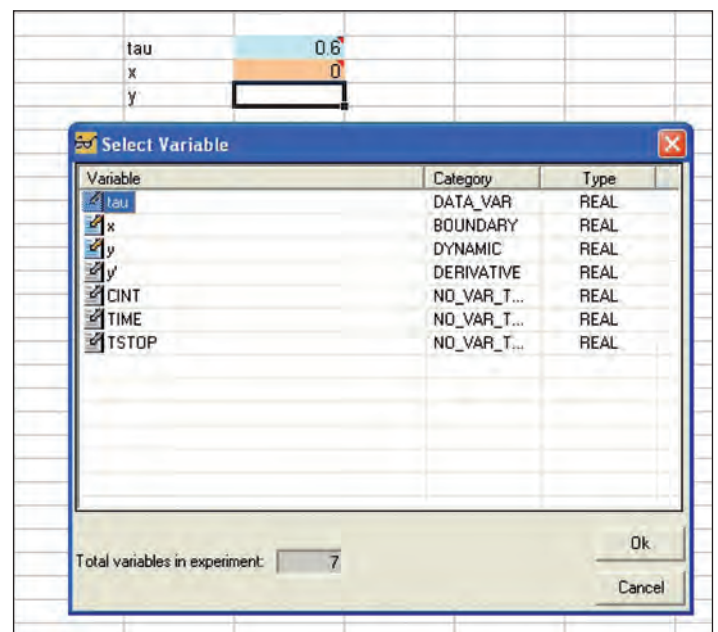 tau 0.6
x 0
y
Select Variable
Variable Category Type
tau DATA_VAR REAL
x BOUNDARY REAL
y DYNAMIC REAL
y' DERIVATIVE REAL
CINT NO_VAR_T... REAL
TIME NO_VAR_T... REAL
TSTOP NO_VAR_T... REAL
Total variables in experiment: 7
Ok
Cancel